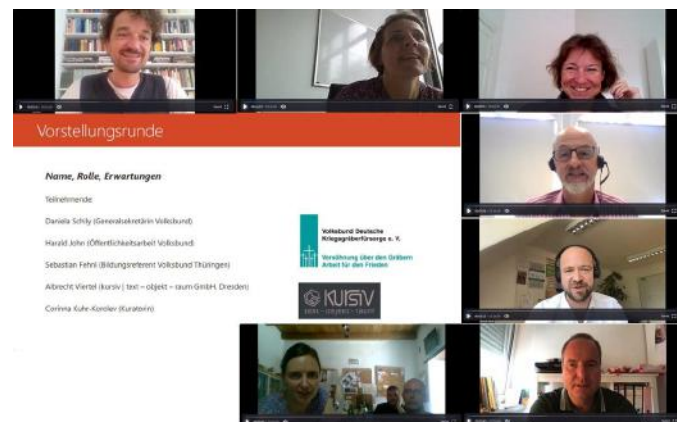 Vorstellungsrunde
Name, Rolle, Erwartungen
Teilnehmende
Daniela Schily (Generalsekretärin Volksbund)
Harald John (Öffentlichkeitsarbeit Volksbund)
Sebastian Fehnl (Bildungsreferent Volksbund Thüringen)
Albrecht Viertel (kursiv | text – objekt – raum GmbH, Dresden)
Corinna Kuhr-Korolev (Kuratorin)
Volksbund Deutsche
Kriegsgräberfürsorge e. V.
Versöhnung über den Gräbern
Arbeit für den Frieden
KURSIV